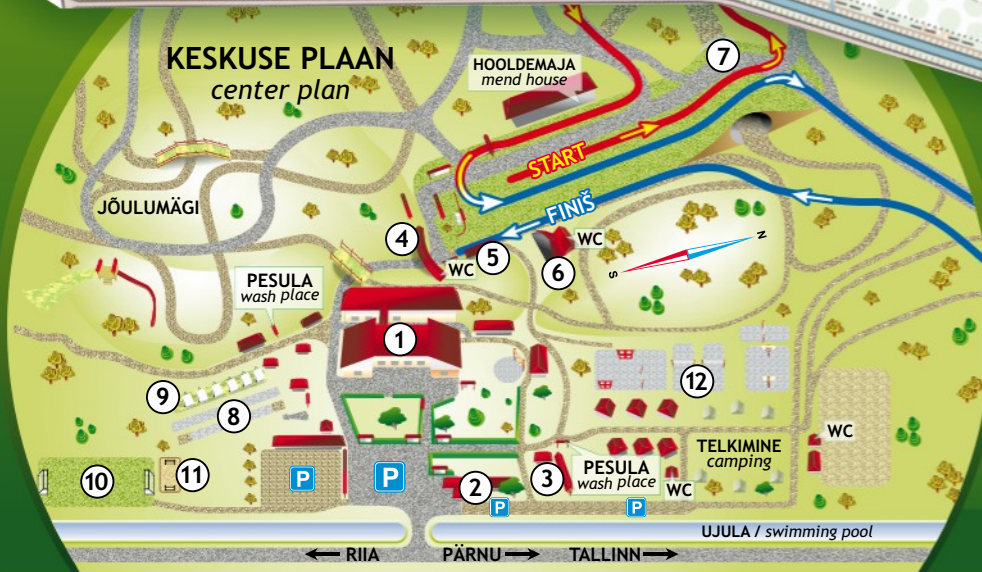 KESKUSE PLAAN
center plan
HOOLDEMAJA
mend house
7
START
JÕULUMÄGI
FINIŠ
4
WC
5
WC
6
N
S
PESULA
wash place
1
9
8
12
WC
TELKIMINE
camping
10
11
P
P
2
3
PESULA
wash place
WC
P
P
UJULA / swimming pool
RIIA
PÄRNU
TALLINN